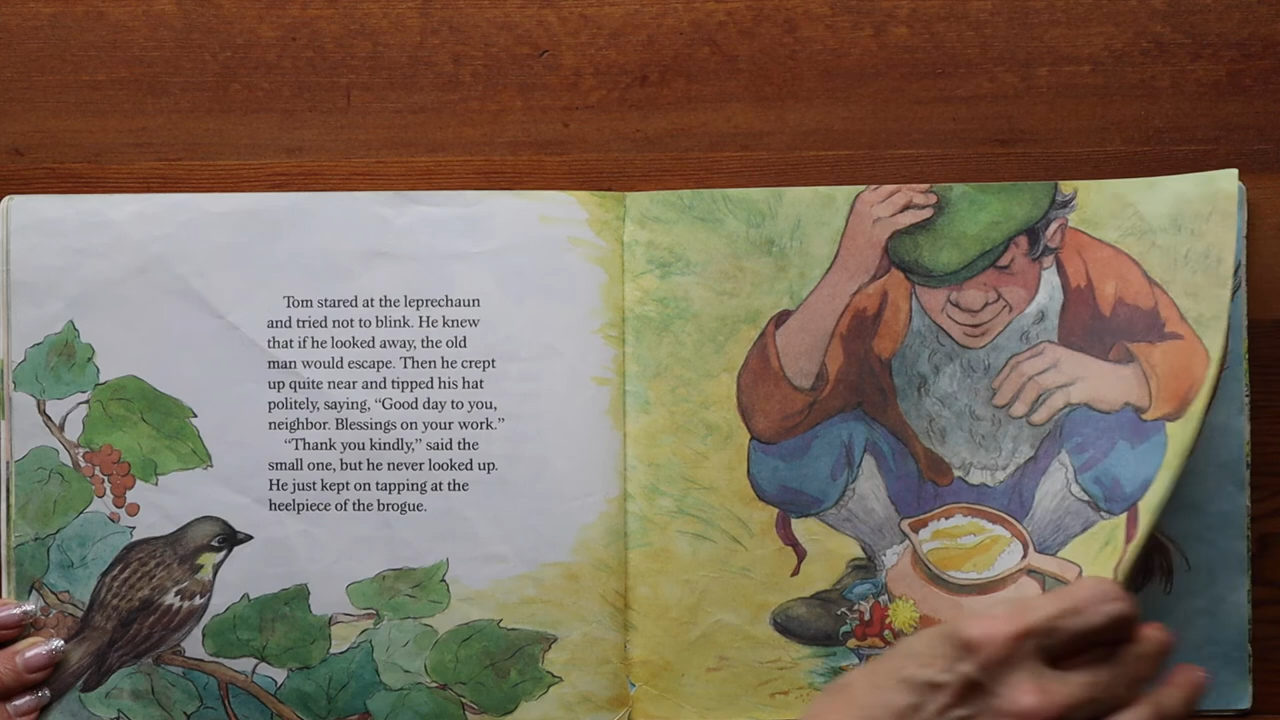 Tom stared at the leprechaun
and tried not to blink. He knew
that if he looked away, the old
man would escape. Then he crept
up quite near and tipped his hat
politely, saying, “Good day to you,
neighbor. Blessings on your work.”
“Thank you kindly,” said the
small one, but he never looked up.
He just kept on tapping at the
heelpiece of the brogue.